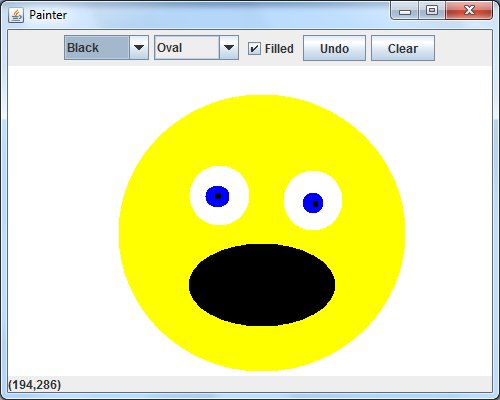 Painter
Black Oval Filled Undo Clear
(194,286)